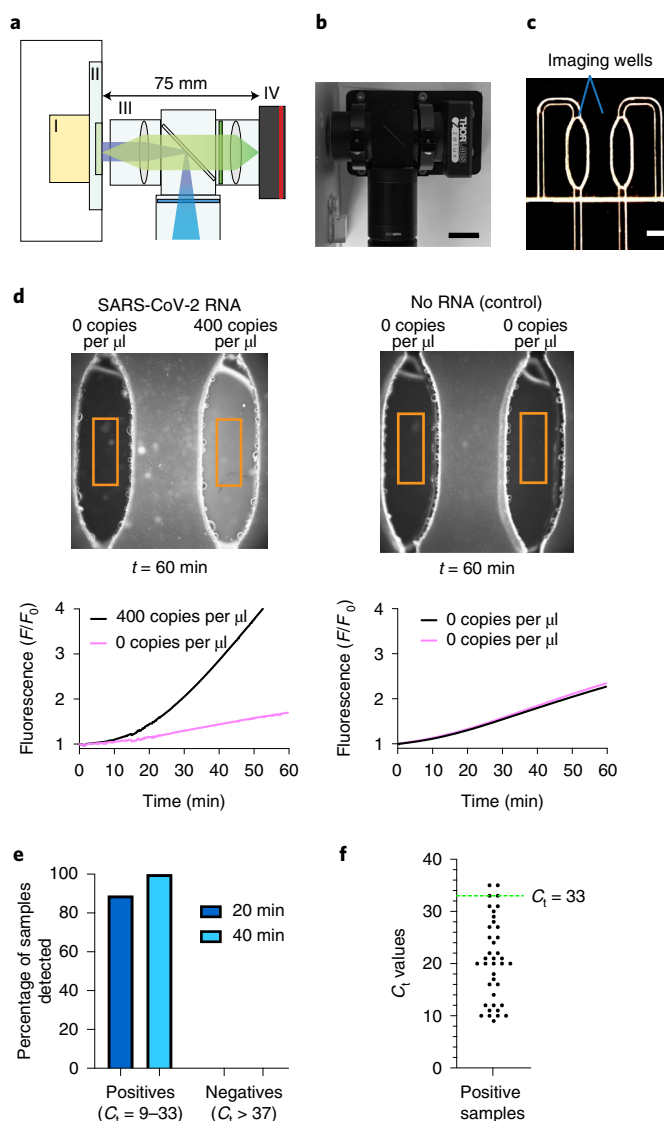 a
75 mm
I
II
III
IV
b
THORLABS
c
Imaging wells
d
SARS-CoV-2 RNA
0 copies per µl
400 copies per µl
No RNA (control)
0 copies per µl
0 copies per µl
t = 60 min
t = 60 min
Fluorescence (F/F0)
4
3
2
1
400 copies per µl
0 copies per µl
0 10 20 30 40 50 60
Time (min)
Fluorescence (F/F0)
4
3
2
1
0 copies per µl
0 copies per µl
0 10 20 30 40 50 60
Time (min)
e
Percentage of samples
detected
100
80
60
40
20
0
20 min
40 min
Positives
(Ct = 9–33)
Negatives
(Ct > 37)
f
Ct values
40
30
20
10
0
Ct = 33
Positive
samples